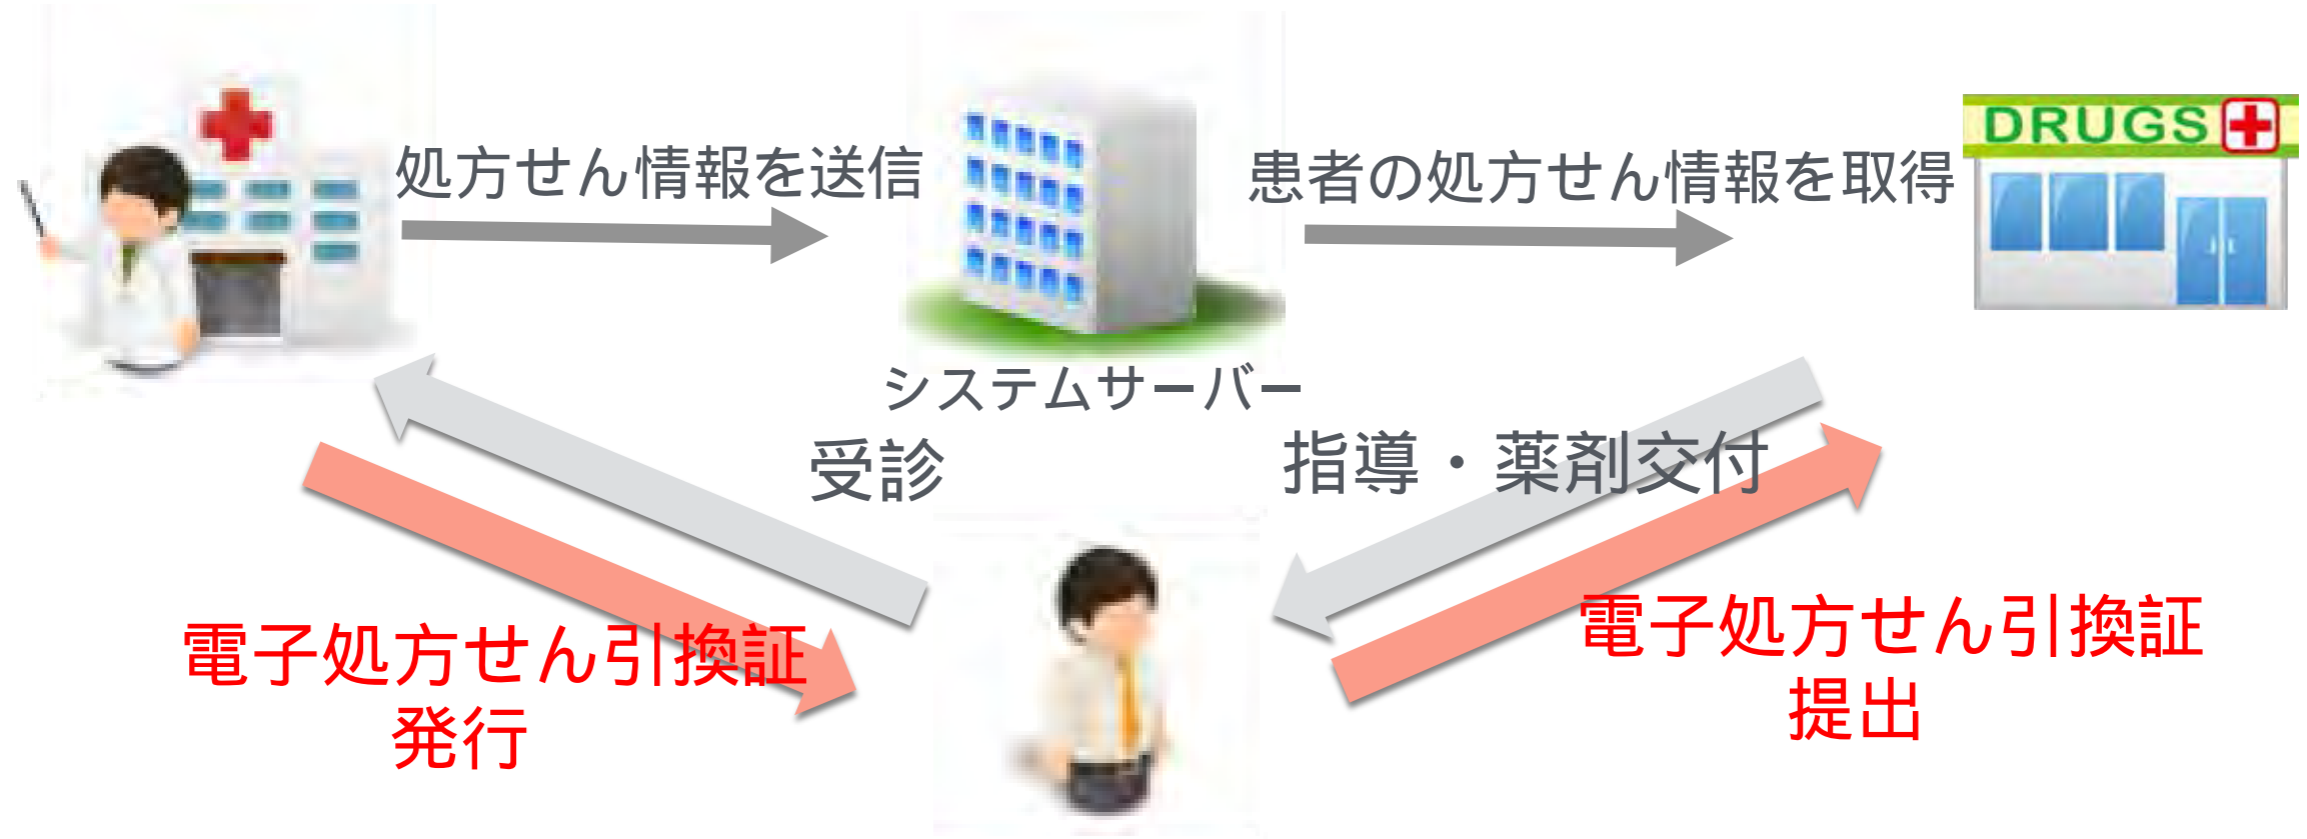 処方せん情報を送信
患者の処方せん情報を取得
DRUGS
システムサーバー
受診
指導・薬剤交付
電子処方せん引換証
発行
電子処方せん引換証
提出